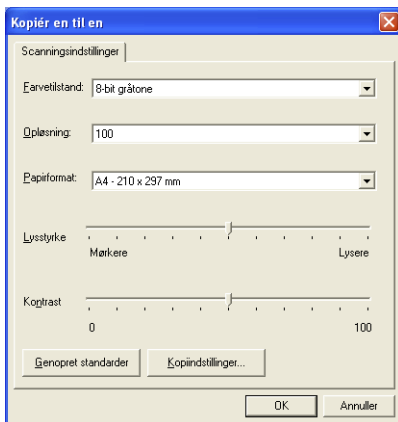 Kopiér en til en
Scanningsindstillinger
Farvetilstand: 8-bit gråtone
Opløsning: 100
Papirformat: A4 - 210 x 297 mm
Lysstyrke
Mørkere Lysere
Kontrast
0 100
Genopret standarder Kopiindstillinger...
OK Annuller